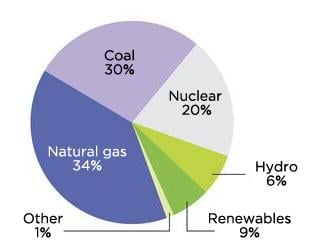 Coal
30%
Nuclear
20%
Natural gas
34%
Hydro
6%
Other
1%
Renewables
9%